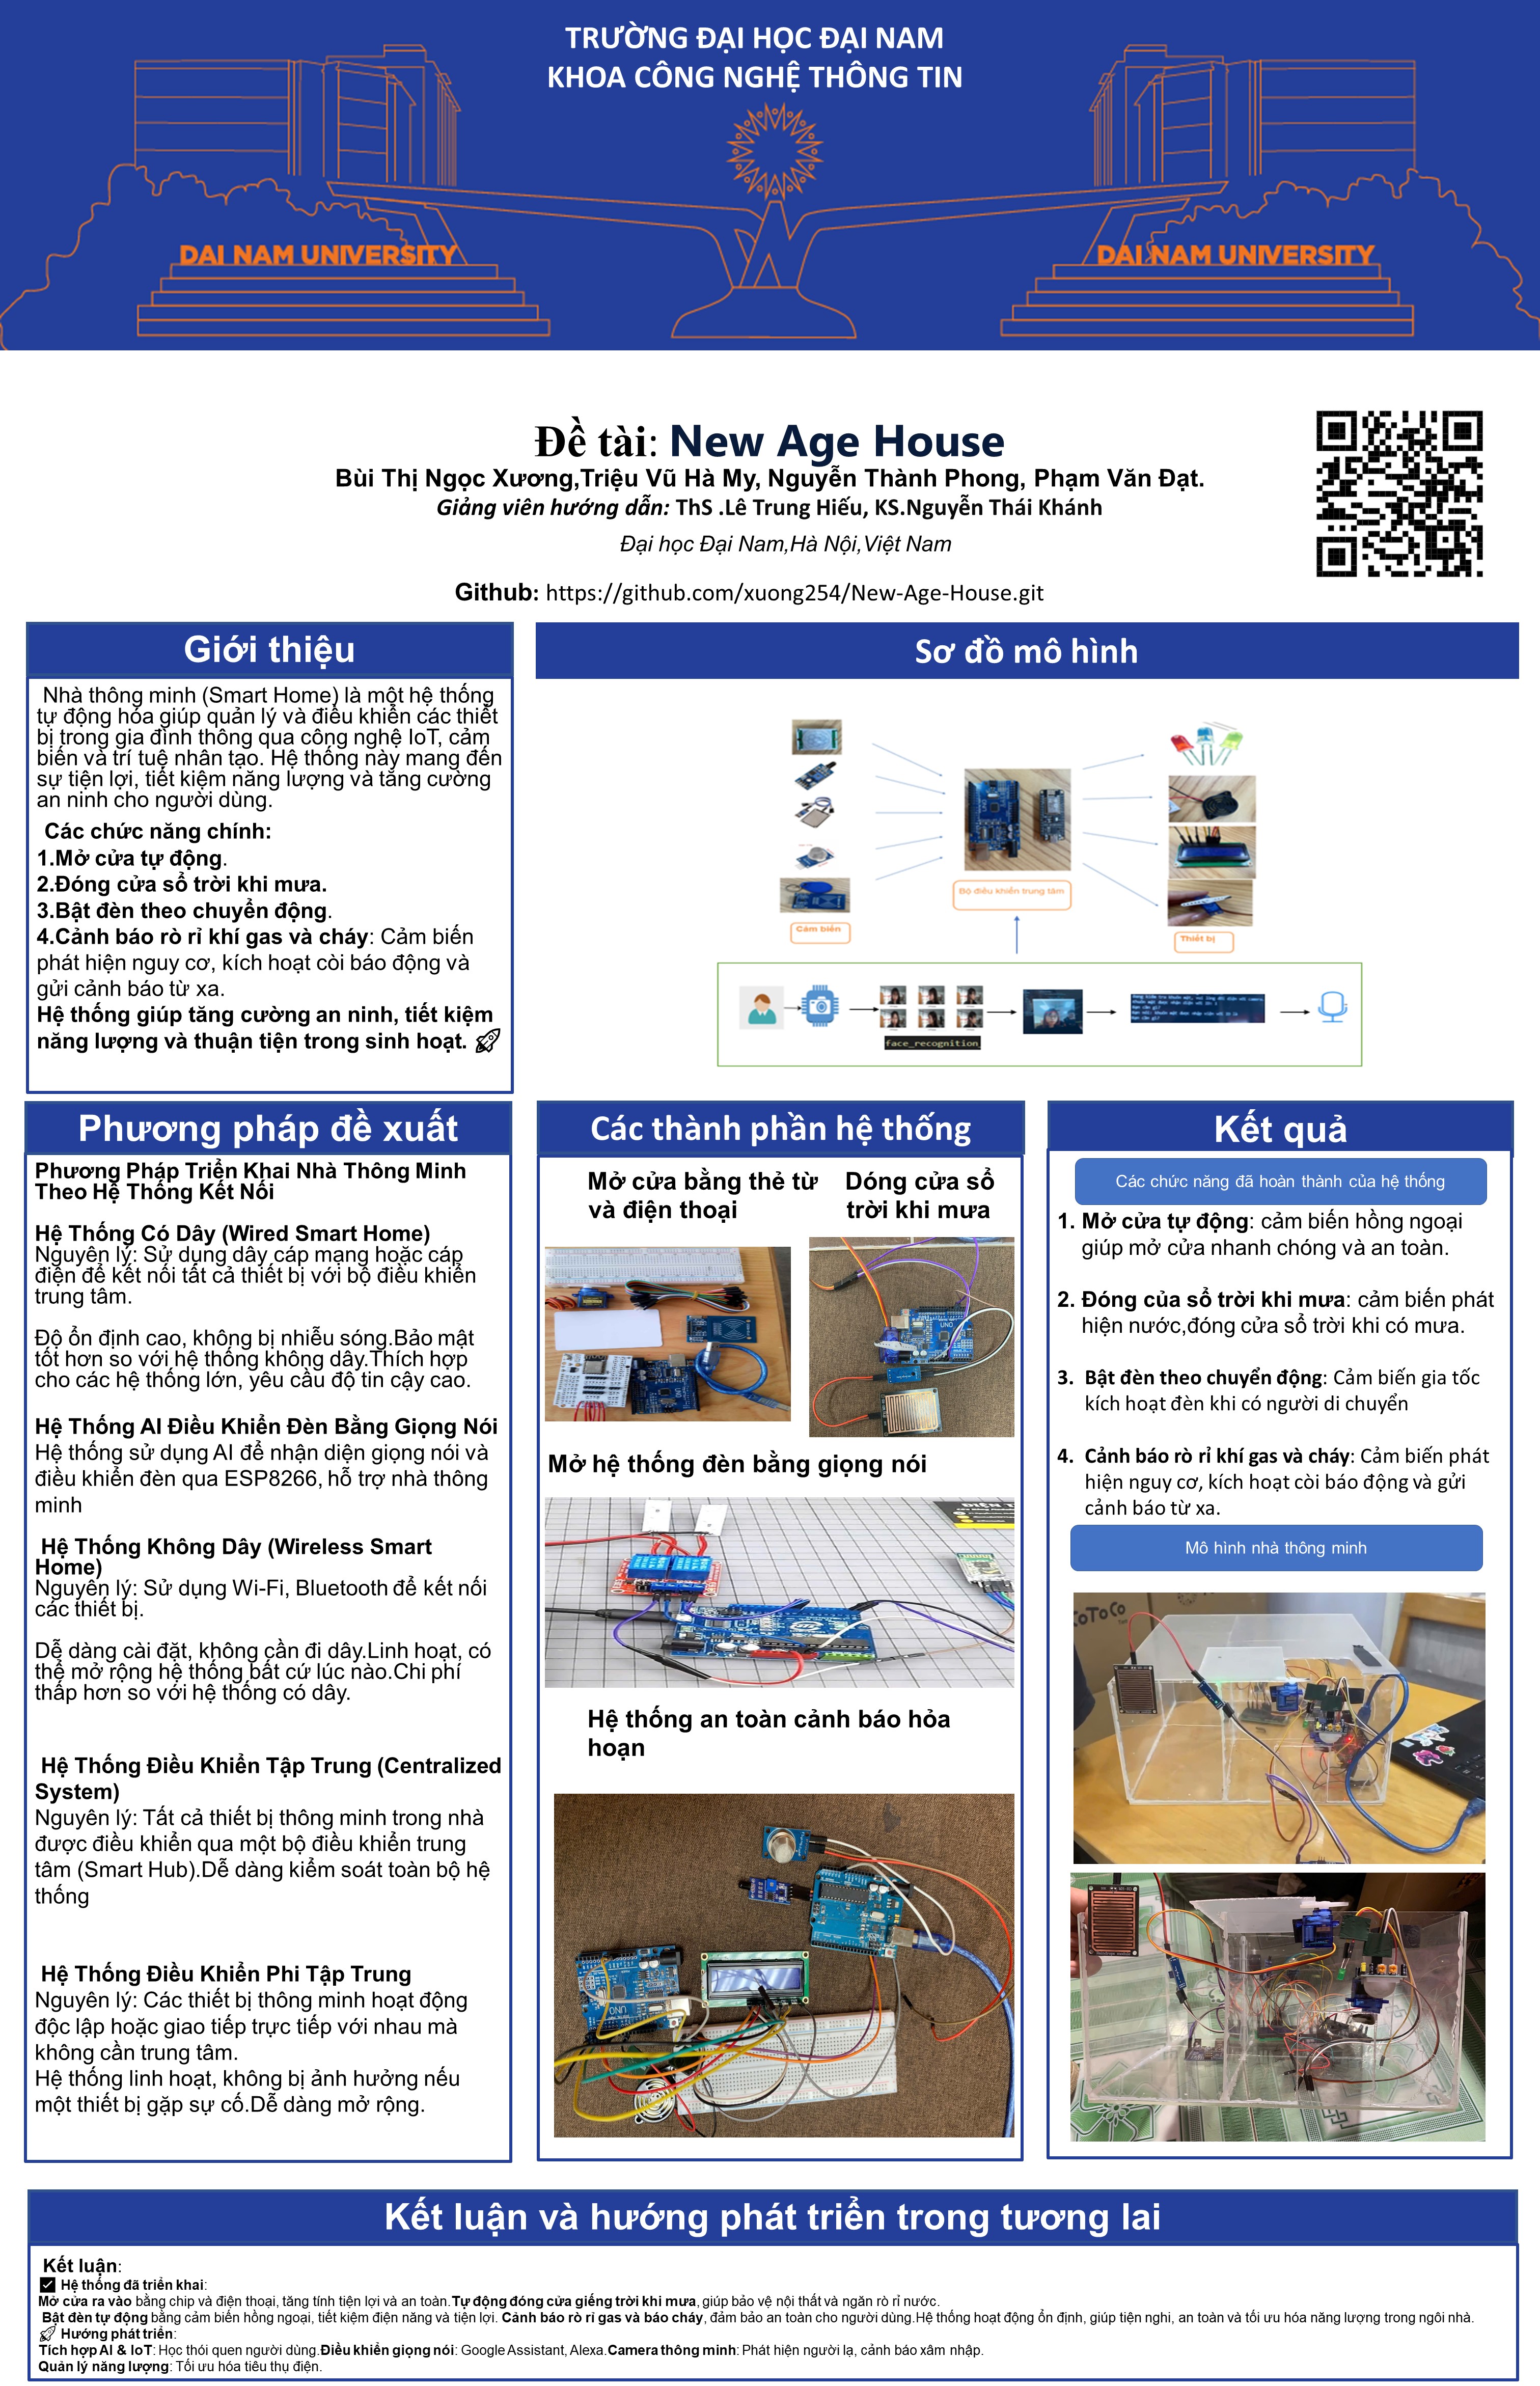 TRƯỜNG ĐẠI HỌC ĐẠI NAM
KHOA CÔNG NGHỆ THÔNG TIN
DAI NAM UNIVERSITY
DAI NAM UNIVERSITY
Đề tài: New Age House
Bùi Thị Ngọc Xương,Triệu Vũ Hà My, Nguyễn Thành Phong, Phạm Văn Đạt.
Giảng viên hướng dẫn: ThS .Lê Trung Hiếu, KS.Nguyễn Thái Khánh
Đại học Đại Nam,Hà Nội,Việt Nam
Github: https://github.com/xuong254/New-Age-House.git
Giới thiệu
Nhà thông minh (Smart Home) là một hệ thống
tự động hóa giúp quản lý và điều khiển các thiết
bị trong gia đình thông qua công nghệ IoT, cảm
biến và trí tuệ nhân tạo. Hệ thống này mang đến
sự tiện lợi, tiết kiệm năng lượng và tăng cường
an ninh cho người dùng.
Các chức năng chính:
1.Mở cửa tự động.
2.Đóng cửa sổ trời khi mưa.
3.Bật đèn theo chuyển động.
4.Cảnh báo rò rỉ khí gas và cháy: Cảm biến
phát hiện nguy cơ, kích hoạt còi báo động và
gửi cảnh báo từ xa.
Hệ thống giúp tăng cường an ninh, tiết kiệm
năng lượng và thuận tiện trong sinh hoạt. 🚀
Sơ đồ mô hình
Bộ điều khiển trung tâm
Cảm biến
Thiết bị
face_recognition
Phương pháp đề xuất
Phương Pháp Triển Khai Nhà Thông Minh
Theo Hệ Thống Kết Nối
Hệ Thống Có Dây (Wired Smart Home)
Nguyên lý: Sử dụng dây cáp mạng hoặc cáp
điện để kết nối tất cả thiết bị với bộ điều khiển
trung tâm.
Độ ổn định cao, không bị nhiễu sóng.Bảo mật
tốt hơn so với hệ thống không dây.Thích hợp
cho các hệ thống lớn, yêu cầu độ tin cậy cao.
Hệ Thống AI Điều Khiển Đèn Bằng Giọng Nói
Hệ thống sử dụng AI để nhận diện giọng nói và
điều khiển đèn qua ESP8266, hỗ trợ nhà thông
minh
Hệ Thống Không Dây (Wireless Smart
Home)
Nguyên lý: Sử dụng Wi-Fi, Bluetooth để kết nối
các thiết bị.
Dễ dàng cài đặt, không cần đi dây.Linh hoạt, có
thể mở rộng hệ thống bất cứ lúc nào.Chi phí
thấp hơn so với hệ thống có dây.
Hệ Thống Điều Khiển Tập Trung (Centralized
System)
Nguyên lý: Tất cả thiết bị thông minh trong nhà
được điều khiển qua một bộ điều khiển trung
tâm (Smart Hub).Dễ dàng kiểm soát toàn bộ hệ
thống
Hệ Thống Điều Khiển Phi Tập Trung
Nguyên lý: Các thiết bị thông minh hoạt động
độc lập hoặc giao tiếp trực tiếp với nhau mà
không cần trung tâm.
Hệ thống linh hoạt, không bị ảnh hưởng nếu
một thiết bị gặp sự cố.Dễ dàng mở rộng.
Các thành phần hệ thống
Mở cửa bằng thẻ từ
và điện thoại
Dóng cửa sổ
trời khi mưa
UNO
Mở hệ thống đèn bằng giọng nói
Hệ thống an toàn cảnh báo hỏa
hoạn
UNO
Kết quả
Các chức năng đã hoàn thành của hệ thống
1. Mở cửa tự động: cảm biến hồng ngoại
giúp mở cửa nhanh chóng và an toàn.
2. Đóng của sổ trời khi mưa: cảm biến phát
hiện nước,đóng cửa sổ trời khi có mưa.
3. Bật đèn theo chuyển động: Cảm biến gia tốc
kích hoạt đèn khi có người di chuyển
4. Cảnh báo rò rỉ khí gas và cháy: Cảm biến phát
hiện nguy cơ, kích hoạt còi báo động và gửi
cảnh báo từ xa.
Mô hình nhà thông minh
Kết luận và hướng phát triển trong tương lai
Kết luận:
☑ Hệ thống đã triển khai:
Mở cửa ra vào bằng chip và điện thoại, tăng tính tiện lợi và an toàn.Tự động đóng cửa giếng trời khi mưa, giúp bảo vệ nội thất và ngăn rò rỉ nước.
Bật đèn tự động bằng cảm biến hồng ngoại, tiết kiệm điện năng và tiện lợi. Cảnh báo rò rỉ gas và báo cháy, đảm bảo an toàn cho người dùng.Hệ thống hoạt động ổn định, giúp tiện nghi, an toàn và tối ưu hóa năng lượng trong ngôi nhà.
🚀 Hướng phát triển:
Tích hợp AI & IoT: Học thói quen người dùng.Điều khiển giọng nói: Google Assistant, Alexa.Camera thông minh: Phát hiện người lạ, cảnh báo xâm nhập.
Quản lý năng lượng: Tối ưu hóa tiêu thụ điện.